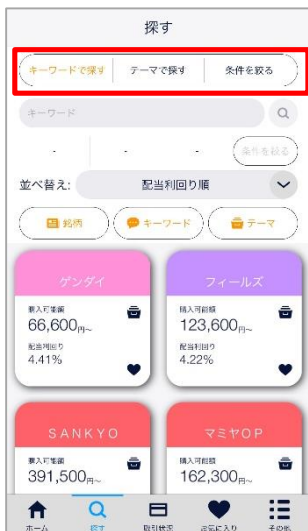 探す
キーワードで探す テーマで探す 条件を絞る
キーワード
- - - 条件を絞る
並べ替え: 配当利回り順
銘柄 キーワード テーマ
ゲンダイ フィールズ
購入可能額 購入可能額
66,600円～ 123,600円～
配当利回り 配当利回り
4.41% 4.22%
SANKYO マミヤOP
購入可能額 購入可能額
391,500円～ 162,300円～
ホーム 探す 取引状況 お気に入り その他